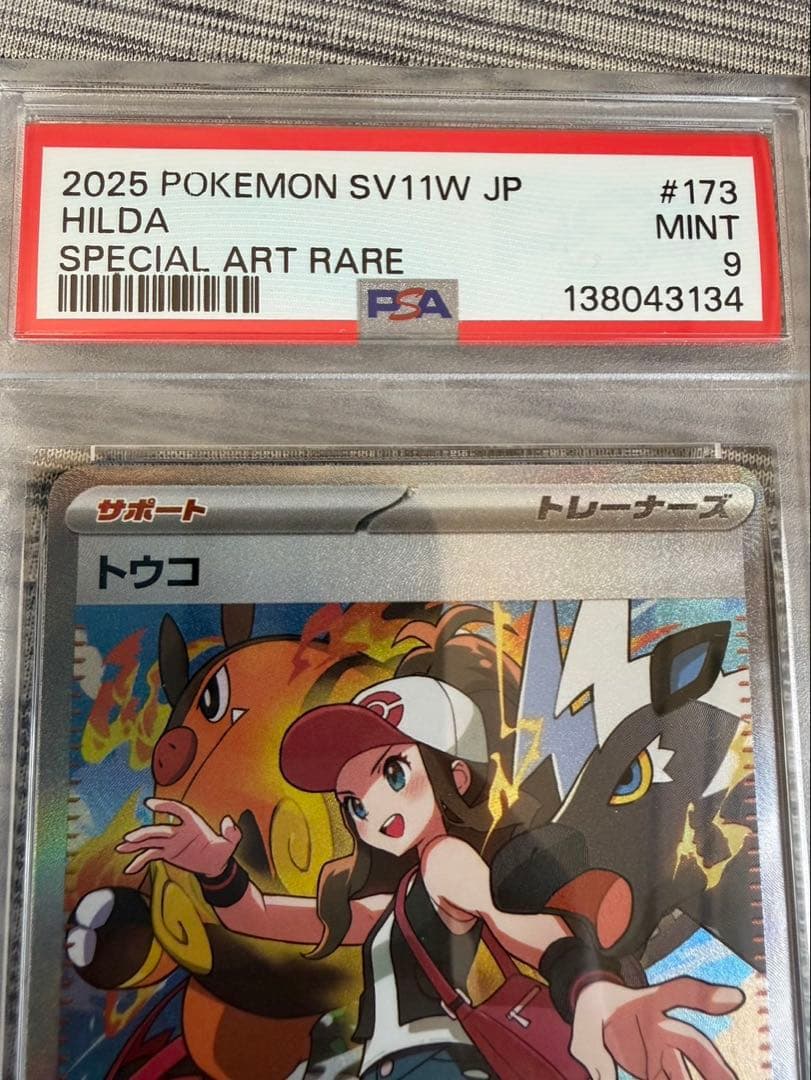 2025 POKEMON SV11W JP #173
HILDA MINT
SPECIAL ART RARE 9
PSA 138043134
サポート トレーナーズ
トウコ